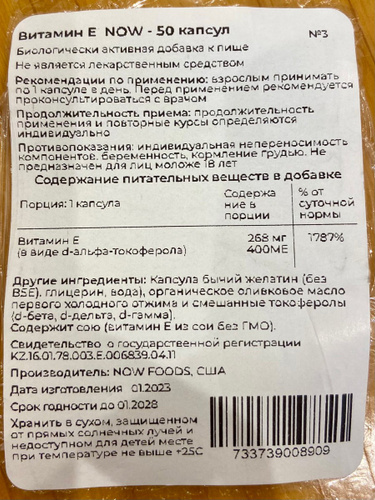 Витамин Е NOW - 50 капсул
№3
Биологически активная добавка к пище
Не является лекарственным средством
Рекомендации по применению: взрослым принимать
по 1 капсуле в день. Перед применением рекомендуется
проконсультироваться с врачом
Продолжительность приема: продолжительность
применения и повторные курсы определяются
индивидуально
Противопоказания: индивидуальная непереносимость
компонентов, беременность, кормление грудью. Не
предназначен для лиц моложе 18 лет
Содержание питательных веществ в добавке
Порция: 1 капсула
Содержа
ние в
порции
% от
суточной
нормы
Витамин Е
(в виде d-альфа-токоферола)
268 мг
400МЕ
1787%
Другие ингредиенты: Капсула бычий желатин (без
BSE), глицерин, вода), органическое оливковое масло
первого холодного отжима и смешанные токоферолы
(d-бета, d-дельта, d-гамма).
Содержит сою (витамин Е из сои без ГМО).
Свидетельство о государственной регистрации
KZ.16.01.78.003.E.006839.04.11
Производитель: NOW FOODS, США
Дата изготовления 01.2023
Срок годности до 01.2028
Хранить в сухом, защищенном
от прямых солнечных лучей и
недоступном для детей месте
при температуре не выше +25С
733739008909